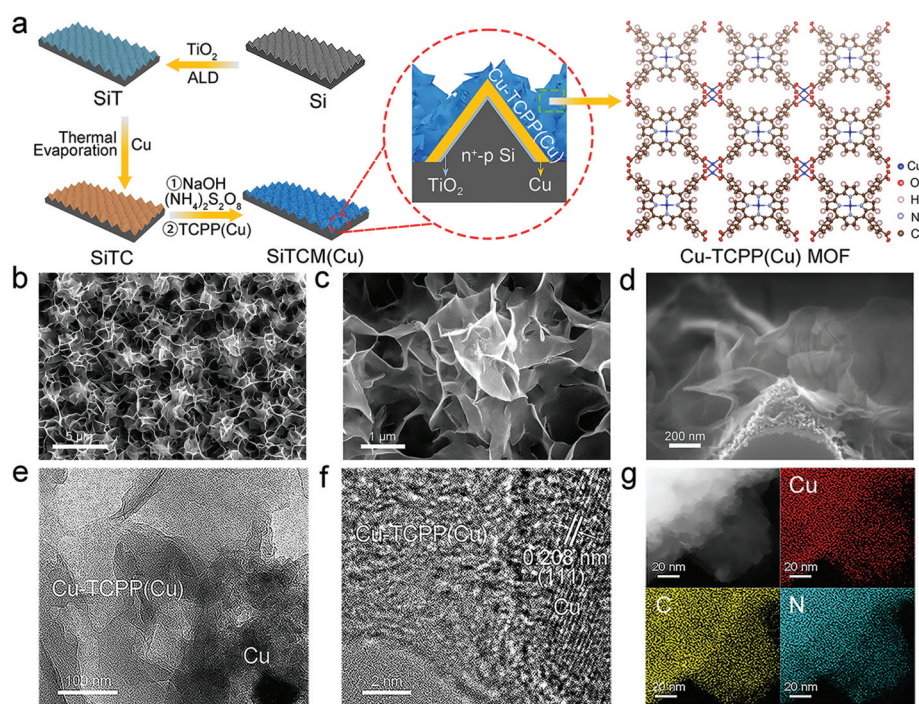 a
SiT
TiO2
ALD
Si
Thermal
Evaporation
Cu
SiTC
①NaOH
(NH4)2S2O8
②TCPP(Cu)
SiTCM(Cu)
Cu-TCPP(Cu)
n+-p Si
TiO2
Cu
Cu-TCPP(Cu) MOF
Cu
O
H
N
C
b
5 μm
c
1 μm
d
200 nm
e
Cu-TCPP(Cu)
Cu
100 nm
f
Cu-TCPP(Cu)
0.208 nm
(111)
Cu
2 nm
g
20 nm
Cu
20 nm
C
20 nm
N
20 nm